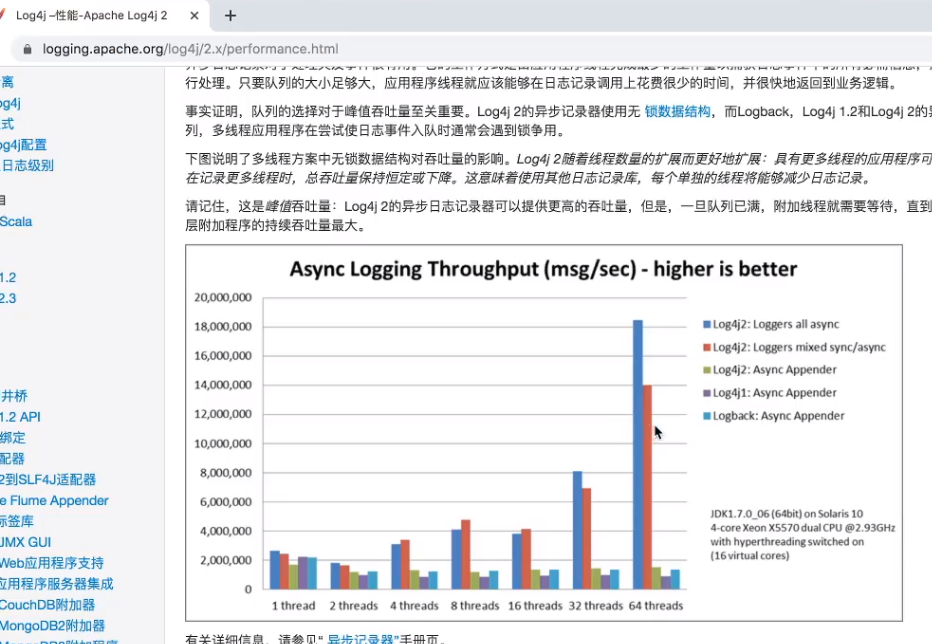 Log4j –性能-Apache Log4j 2
logging.apache.org/log4j/2.x/performance.html
离
og4j
式
og4j配置
日志级别
目
Scala
1.2
2.3
井桥
1.2 API
绑定
配器
2到SLF4J适配器
e Flume Appender
标签库
JMX GUI
Web应用程序支持
应用程序服务器集成
CouchDB附加器
MongoDB2附加器
行处理。只要队列的大小足够大，应用程序线程就应该能够在日志记录调用上花费很少的时间，并很快地返回到业务逻辑。
事实证明，队列的选择对于峰值吞吐量至关重要。Log4j 2的异步记录器使用无 锁数据结构，而Logback，Log4j 1.2和Log4j 2的
列，多线程应用程序在尝试使日志事件入队时通常会遇到锁争用。
下图说明了多线程方案中无锁数据结构对吞吐量的影响。Log4j 2随着线程数量的扩展而更好地扩展：具有更多线程的应用程序可
在记录更多线程时，总吞吐量保持恒定或下降。这意味着使用其他日志记录库，每个单独的线程将能够减少日志记录。
请记住，这是峰值吞吐量：Log4j 2的异步日志记录器可以提供更高的吞吐量，但是，一旦队列已满，附加线程就需要等待，直到
层附加程序的持续吞吐量最大。
Async Logging Throughput (msg/sec) - higher is better
20,000,000
18,000,000
16,000,000
14,000,000
12,000,000
10,000,000
8,000,000
6,000,000
4,000,000
2,000,000
0
1 thread 2 threads 4 threads 8 threads 16 threads 32 threads 64 threads
Log4j2: Loggers all async
Log4j2: Loggers mixed sync/async
Log4j2: Async Appender
Log4j1: Async Appender
Logback: Async Appender
JDK1.7.0_06 (64bit) on Solaris 10
4-core Xeon X5570 dual CPU @2.93GHz
with hyperthreading switched on
(16 virtual cores)
有关详细信息，请参见“ 异步记录器”手册页。